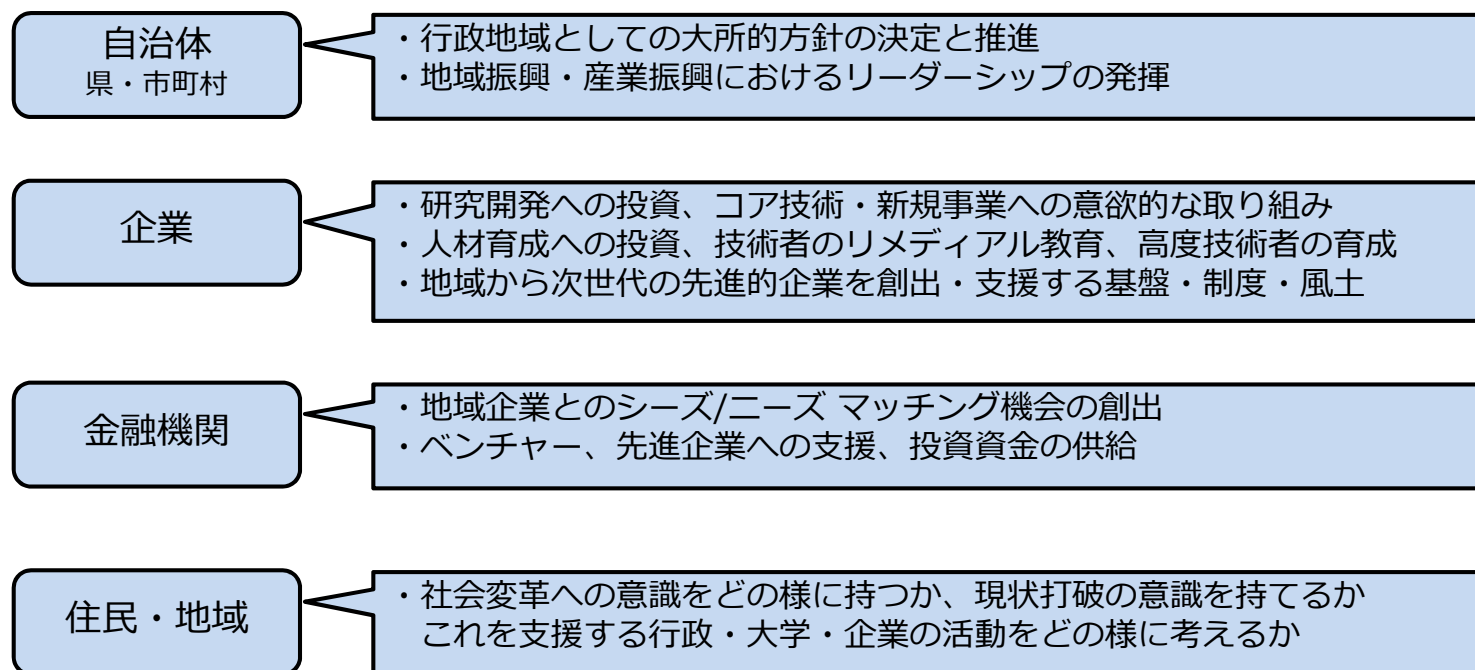 自治体
県・市町村
・行政地域としての大所的方針の決定と推進
・地域振興・産業振興におけるリーダーシップの発揮
企業
・研究開発への投資、コア技術・新規事業への意欲的な取り組み
・人材育成への投資、技術者のリメディアル教育、高度技術者の育成
・地域から次世代の先進的企業を創出・支援する基盤・制度・風土
金融機関
・地域企業とのシーズ/ニーズ マッチング機会の創出
・ベンチャー、先進企業への支援、投資資金の供給
住民・地域
・社会変革への意識をどの様に持つか、現状打破の意識を持てるか
これを支援する行政・大学・企業の活動をどの様に考えるか